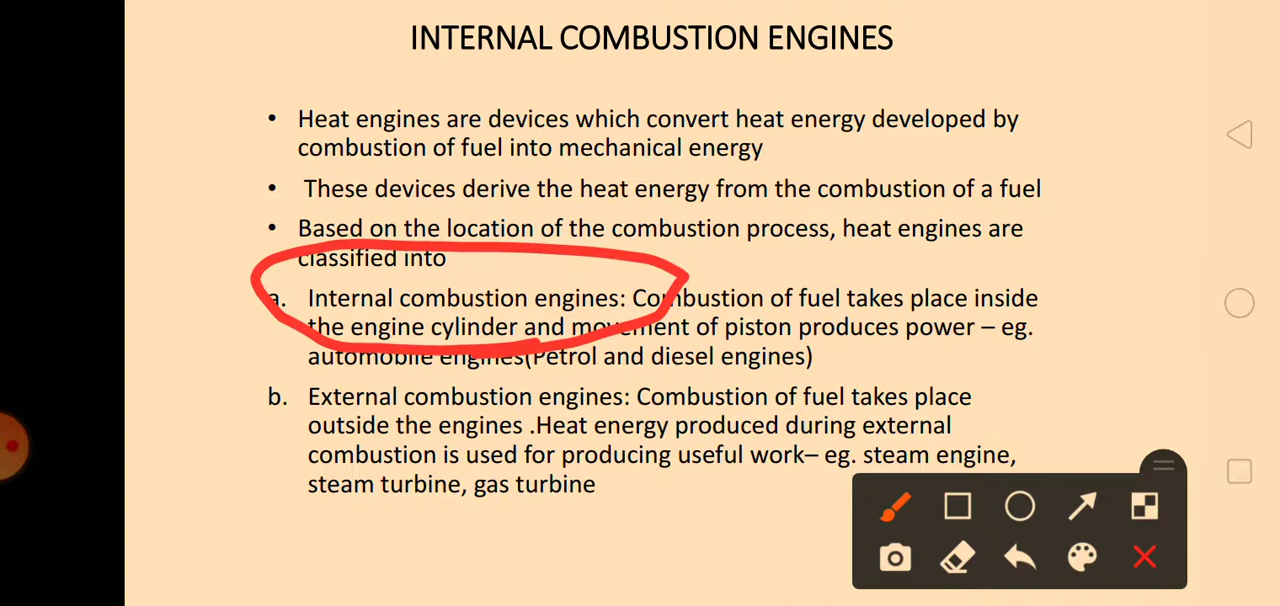 INTERNAL COMBUSTION ENGINES
• Heat engines are devices which convert heat energy developed by
combustion of fuel into mechanical energy
• These devices derive the heat energy from the combustion of a fuel
• Based on the location of the combustion process, heat engines are
classified into
a. Internal combustion engines: Combustion of fuel takes place inside
the engine cylinder and movement of piston produces power – eg.
automobile engines(Petrol and diesel engines)
b. External combustion engines: Combustion of fuel takes place
outside the engines .Heat energy produced during external
combustion is used for producing useful work– eg. steam engine,
steam turbine, gas turbine